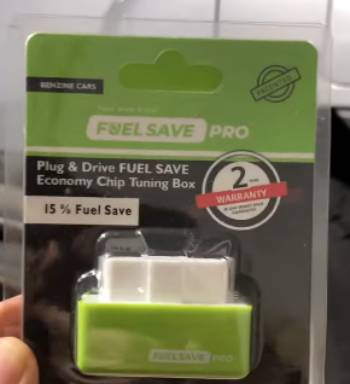 BENZINE CARS
PATENTED
FUEL SAVE PRO
Plug & Drive FUEL SAVE
Economy Chip Tuning Box
2
WARRANTY
15 % Fuel Save
FUEL SAVE PRO